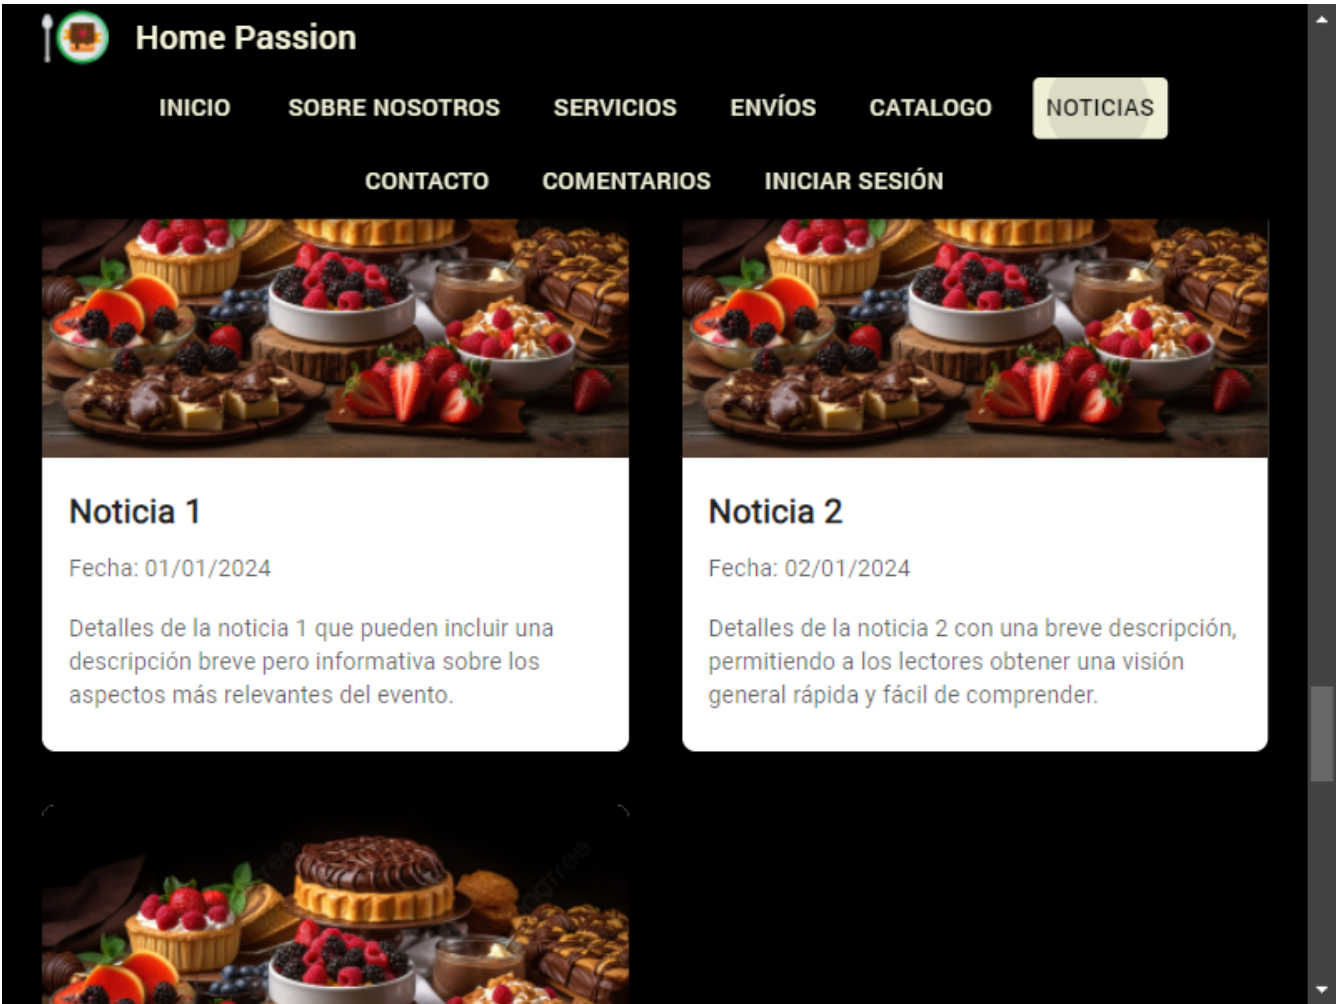 Home Passion
INICIO SOBRE NOSOTROS SERVICIOS ENVÍOS CATALOGO NOTICIAS
CONTACTO COMENTARIOS INICIAR SESIÓN
Noticia 1
Fecha: 01/01/2024
Detalles de la noticia 1 que pueden incluir una
descripción breve pero informativa sobre los
aspectos más relevantes del evento.
Noticia 2
Fecha: 02/01/2024
Detalles de la noticia 2 con una breve descripción,
permitiendo a los lectores obtener una visión
general rápida y fácil de comprender.